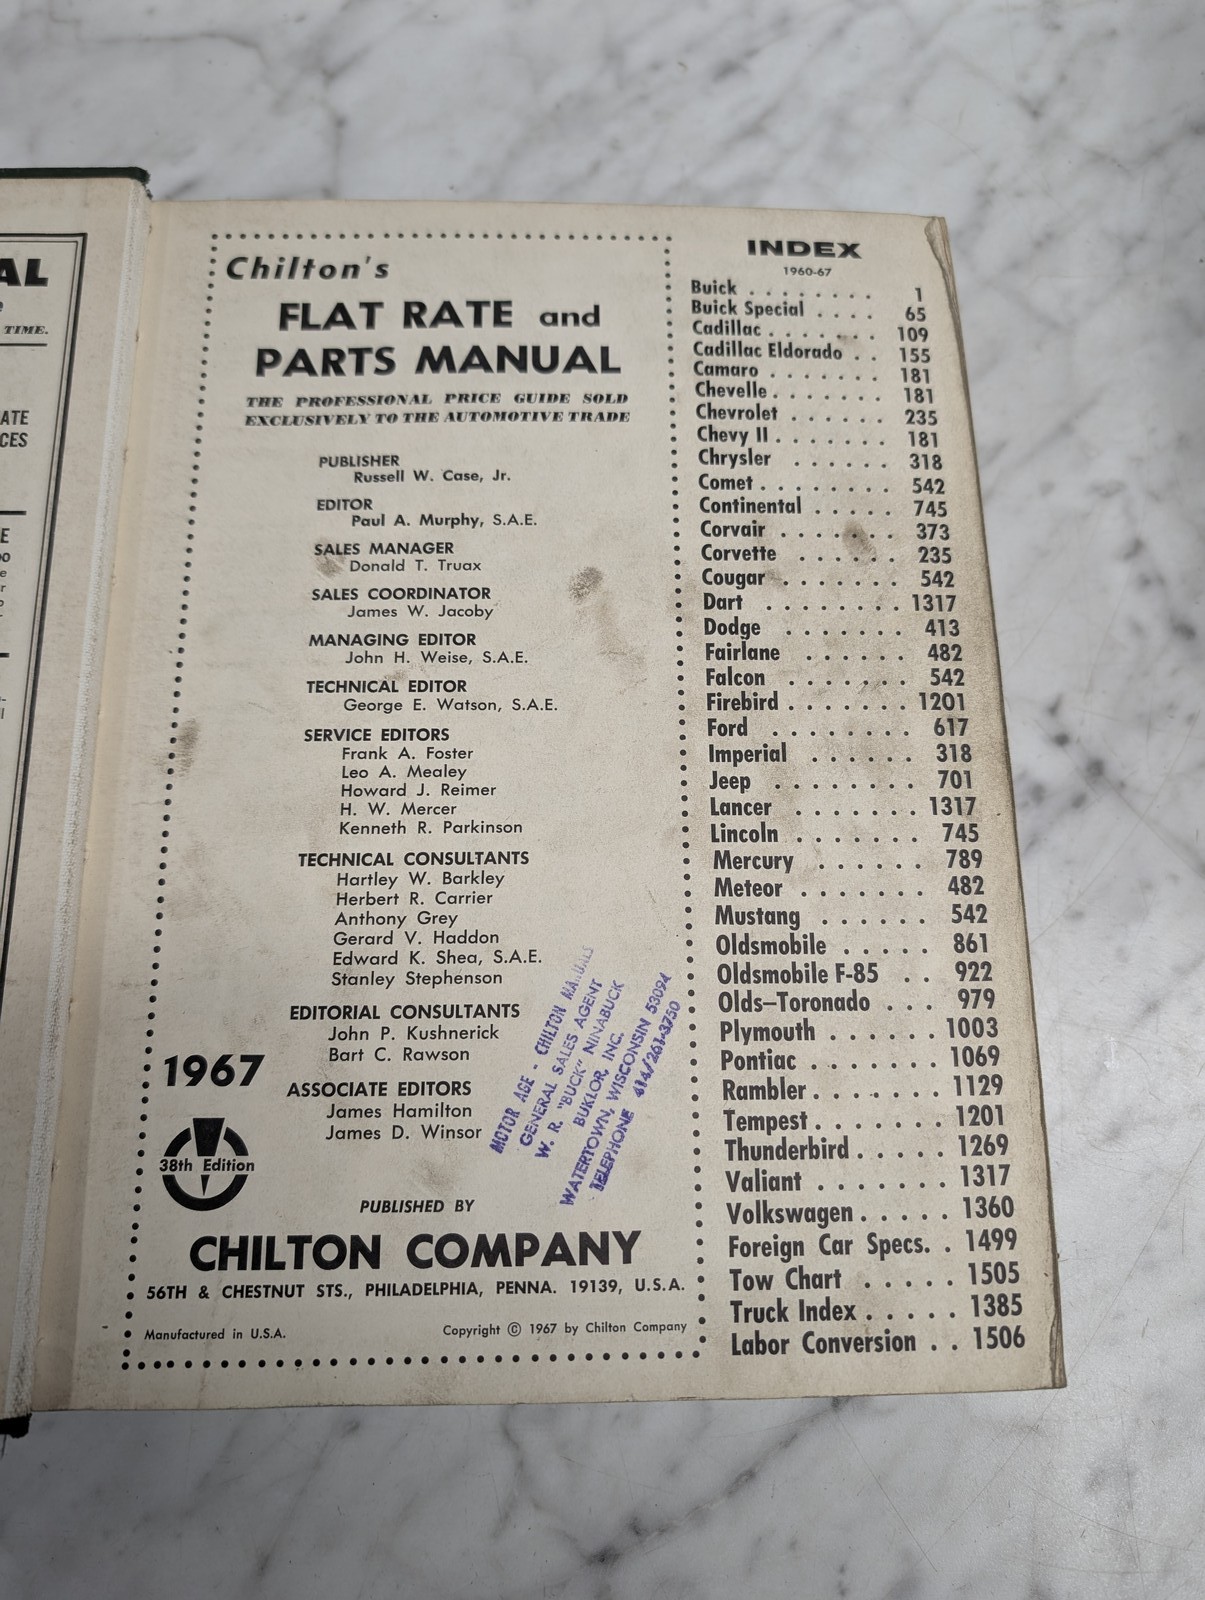 AL
e
TIME.
ATE
CES
E
Chilton's
FLAT RATE and
PARTS MANUAL
THE PROFESSIONAL PRICE GUIDE SOLD
EXCLUSIVELY TO THE AUTOMOTIVE TRADE
PUBLISHER
Russell W. Case, Jr.
EDITOR
Paul A. Murphy, S.A.E.
SALES MANAGER
Donald T. Truax
SALES COORDINATOR
James W. Jacoby
MANAGING EDITOR
John H. Weise, S.A.E.
TECHNICAL EDITOR
George E. Watson, S.A.E.
SERVICE EDITORS
Frank A. Foster
Leo A. Mealey
Howard J. Reimer
H. W. Mercer
Kenneth R. Parkinson
TECHNICAL CONSULTANTS
Hartley W. Barkley
Herbert R. Carrier
Anthony Grey
Gerard V. Haddon
Edward K. Shea, S.A.E.
Stanley Stephenson
EDITORIAL CONSULTANTS
John P. Kushnerick
Bart C. Rawson
ASSOCIATE EDITORS
James Hamilton
James D. Winsor
1967
38th Edition
MOTOR AGE - CHILTON MANUALS
GENERAL SALES AGENT
W. R. "BUCK" NINABUCK
BUKLOR, INC.
WATERTOWN, WISCONSIN 53094
TELEPHONE 414/261-3750
PUBLISHED BY
CHILTON COMPANY
56TH & CHESTNUT STS., PHILADELPHIA, PENNA. 19139, U.S.A.
Manufactured in U.S.A.
Copyright © 1967 by Chilton Company
INDEX
1960-67
Buick . . . . . . . . 1
Buick Special . . . . 65
Cadillac . . . . . . . 109
Cadillac Eldorado . . 155
Camaro . . . . . . . 181
Chevelle . . . . . . . 181
Chevrolet . . . . . . 235
Chevy II . . . . . . . 181
Chrysler . . . . . . 318
Comet . . . . . . . . 542
Continental . . . . . 745
Corvair . . . . . . . 373
Corvette . . . . . . 235
Cougar . . . . . . . 542
Dart . . . . . . . . 1317
Dodge . . . . . . . 413
Fairlane . . . . . . 482
Falcon . . . . . . . 542
Firebird . . . . . . . 1201
Ford . . . . . . . . 617
Imperial . . . . . . 318
Jeep . . . . . . . . 701
Lancer . . . . . . . 1317
Lincoln . . . . . . . 745
Mercury . . . . . . 789
Meteor . . . . . . . 482
Mustang . . . . . . 542
Oldsmobile . . . . . 861
Oldsmobile F-85 . . 922
Olds–Toronado . . . 979
Plymouth . . . . . . 1003
Pontiac . . . . . . . 1069
Rambler . . . . . . . 1129
Tempest . . . . . . . 1201
Thunderbird . . . . . 1269
Valiant . . . . . . . 1317
Volkswagen . . . . . 1360
Foreign Car Specs. . 1499
Tow Chart . . . . . 1505
Truck Index . . . . . 1385
Labor Conversion . . 1506